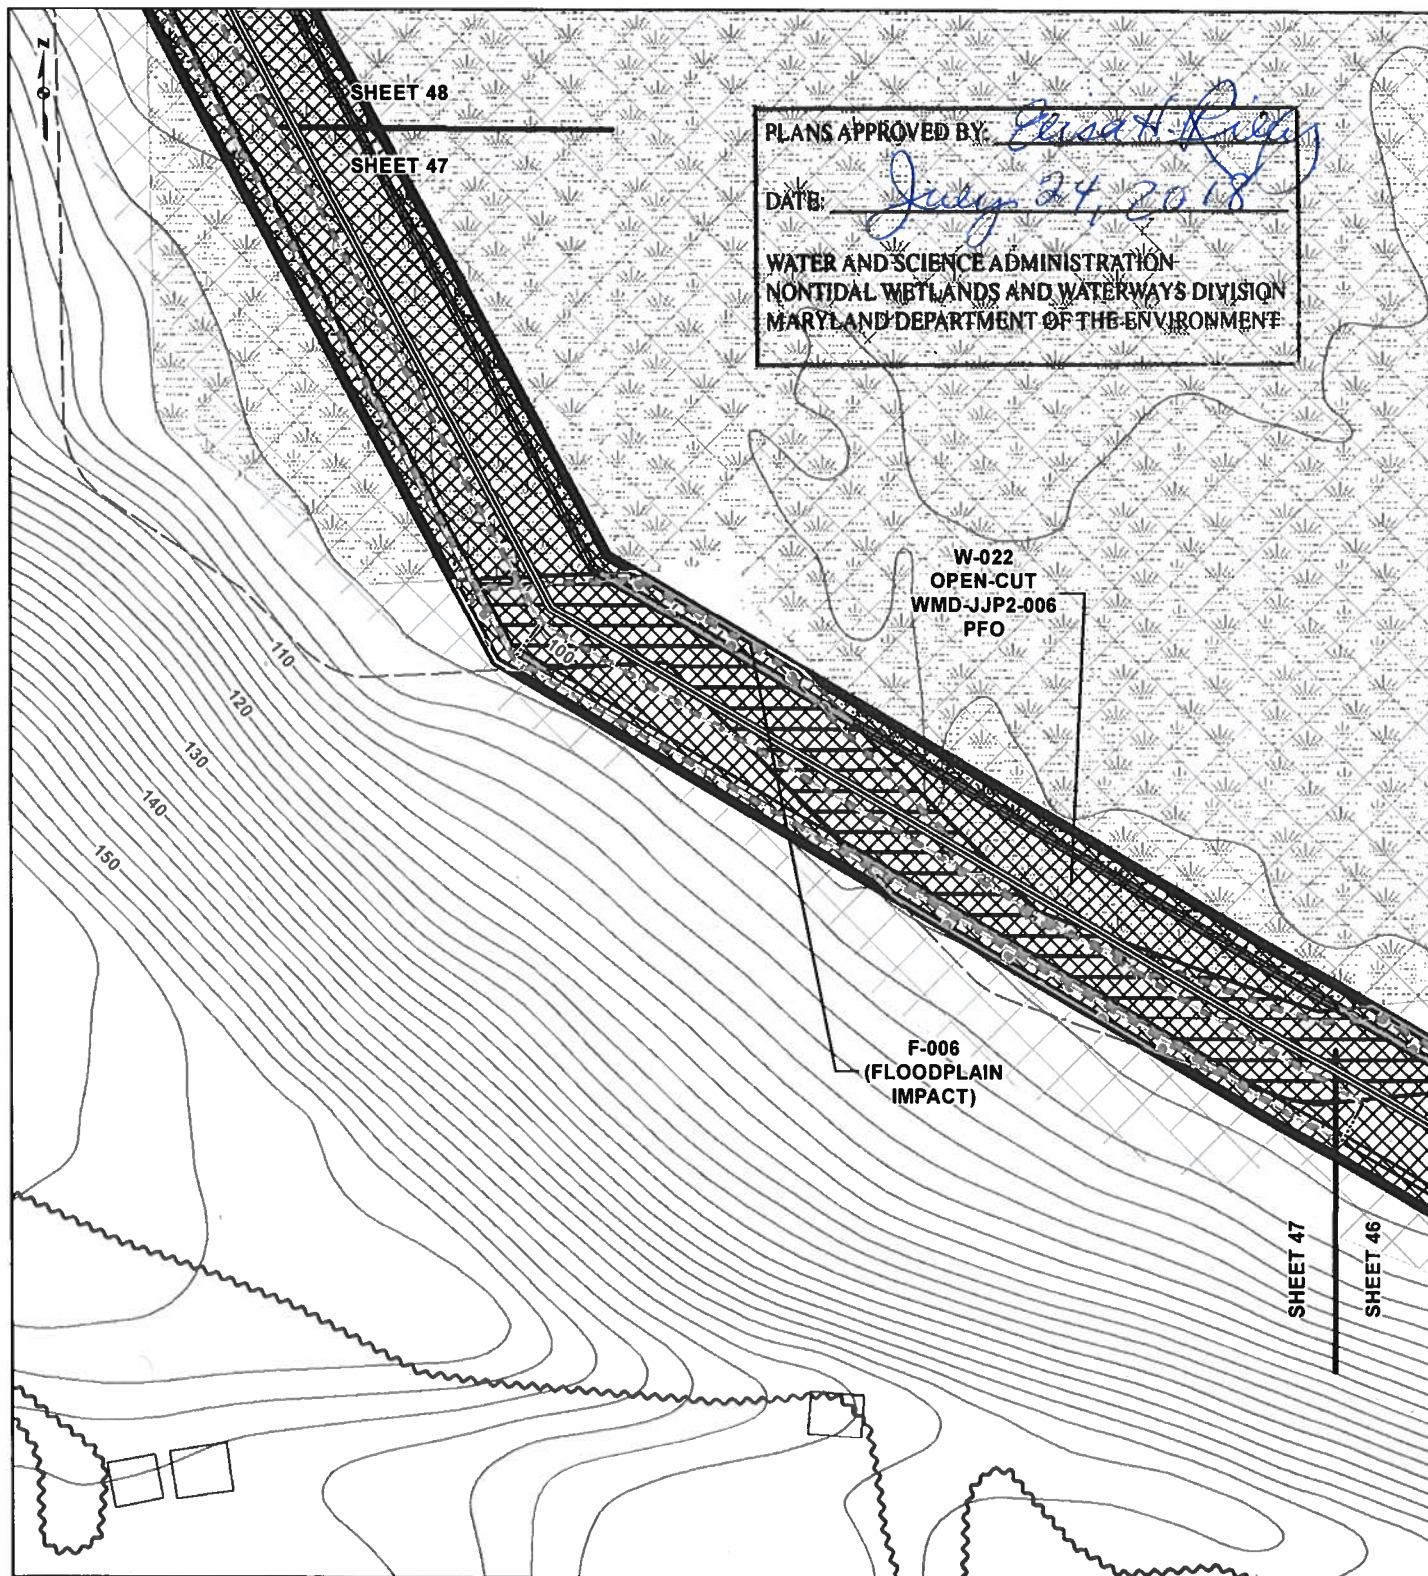 N
SHEET 48
SHEET 47
PLANS APPROVED BY: Elisa H. Riley
DATE: July 24, 2018
WATER AND SCIENCE ADMINISTRATION
NONTIDAL WETLANDS AND WATERWAYS DIVISION
MARYLAND DEPARTMENT OF THE ENVIRONMENT
W-022
OPEN-CUT
WMD-JJP2-006
PFO
100
110
120
130
140
150
F-006
(FLOODPLAIN
IMPACT)
SHEET 47
SHEET 46